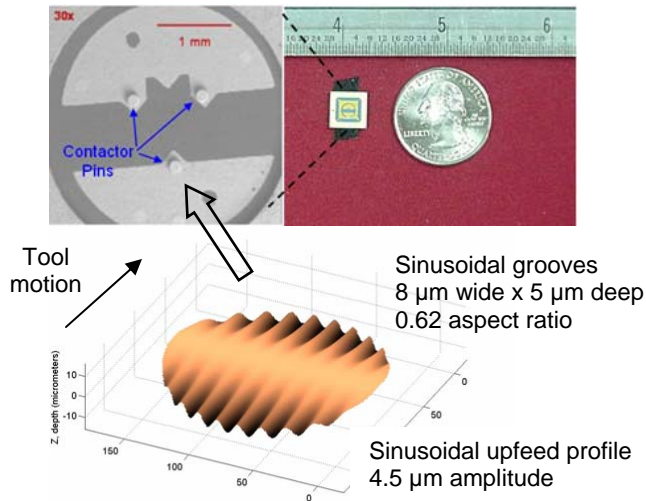 30x
1 mm
Contactor
Pins
4 5 6
LIBERTY
Tool
motion
Sinusoidal grooves
8 µm wide x 5 µm deep
0.62 aspect ratio
Z, depth (micrometers)
10
0
-10
150
100
50
0
0
50
Sinusoidal upfeed profile
4.5 µm amplitude